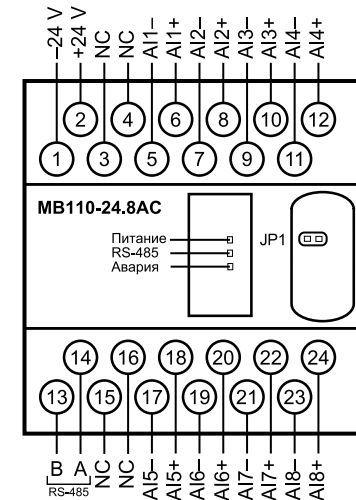 –24 V
+24 V
NC
NC
AI1–
AI1+
AI2–
AI2+
AI3–
AI3+
AI4–
AI4+
2 4 6 8 10 12
1 3 5 7 9 11
MB110-24.8AC
Питание
RS-485
Авария
JP1
14 16 18 20 22 24
13 15 17 19 21 23
B
A
RS-485
NC
NC
AI5–
AI5+
AI6–
AI6+
AI7–
AI7+
AI8–
AI8+